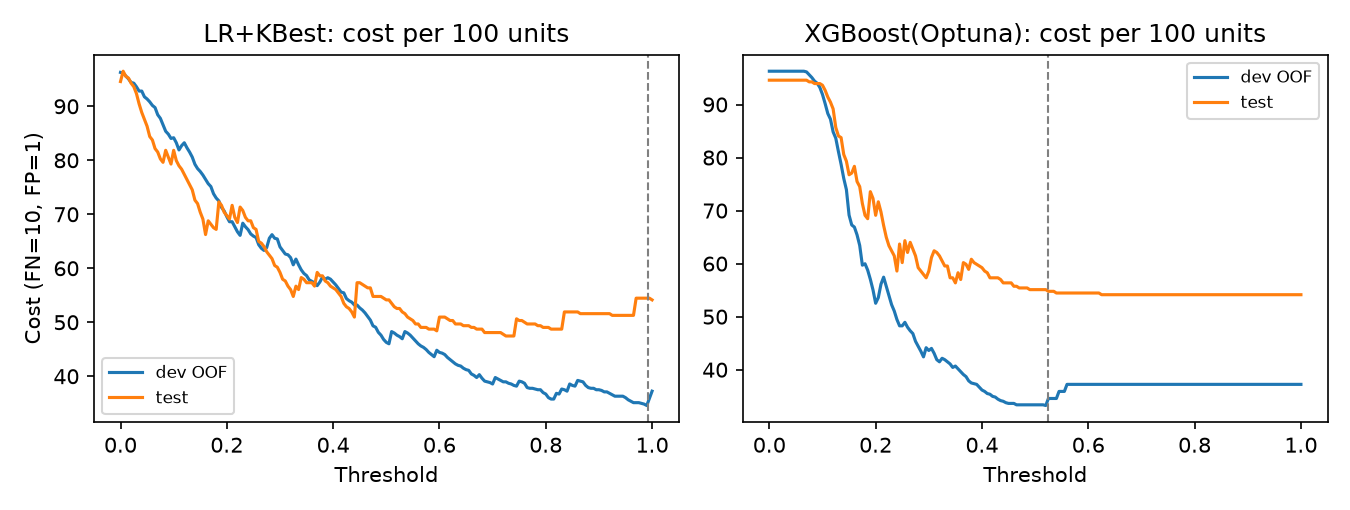 LR+KBest: cost per 100 units
Cost (FN=10, FP=1)
90
80
70
60
50
40
dev OOF
test
0.0 0.2 0.4 0.6 0.8 1.0
Threshold
XGBoost(Optuna): cost per 100 units
dev OOF
test
90
80
70
60
50
40
0.0 0.2 0.4 0.6 0.8 1.0
Threshold